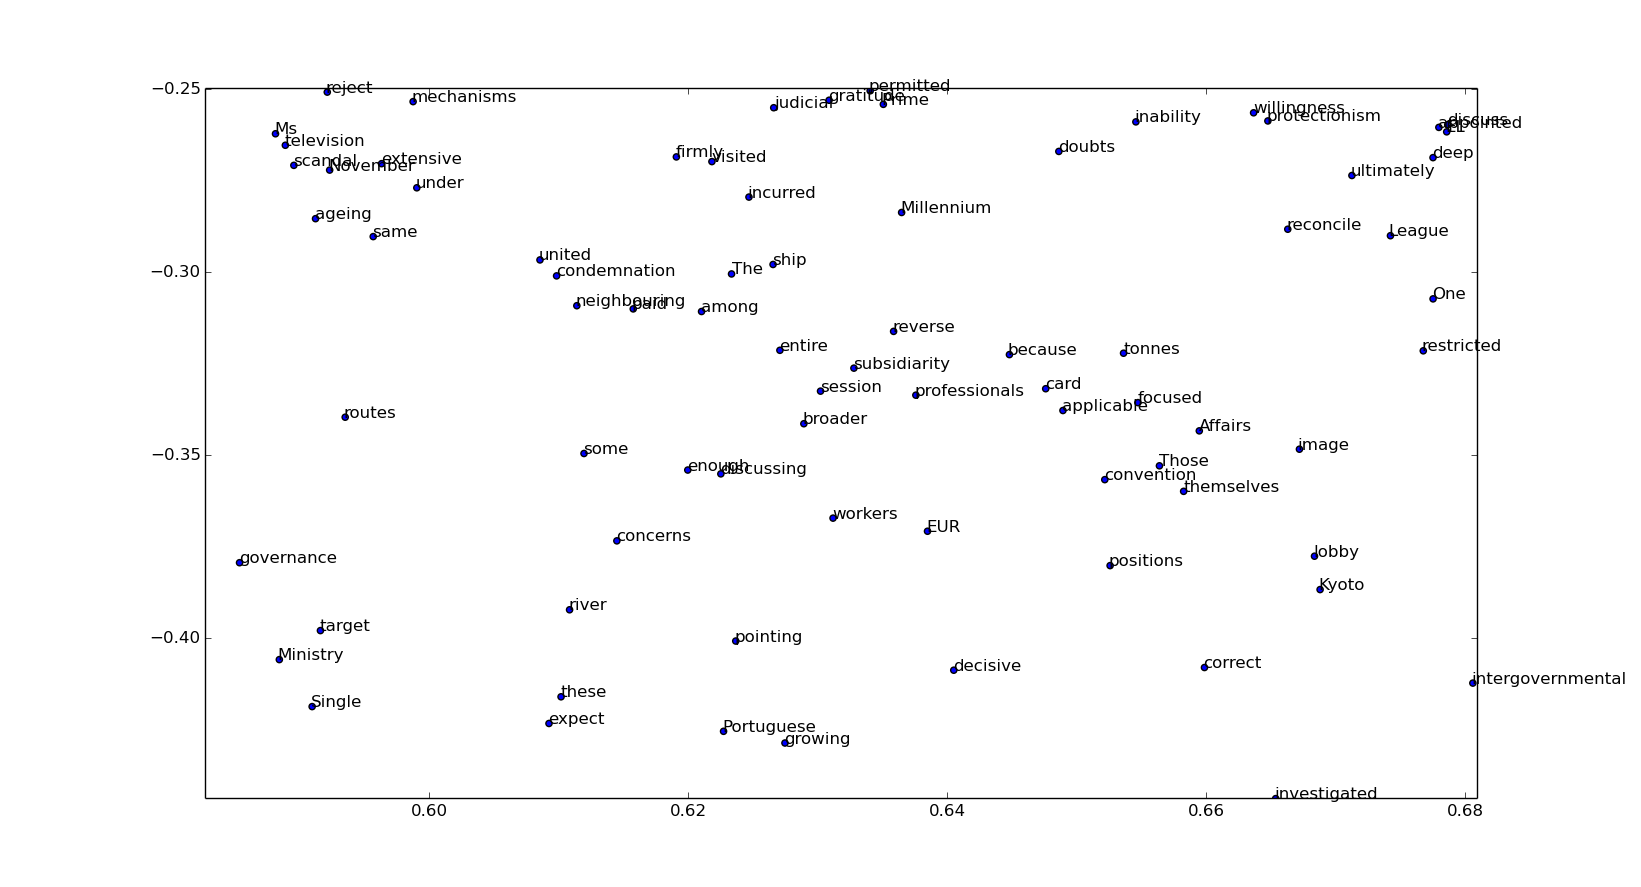 −0.25
reject
mechanisms
permitted
gratitude
judicial
inability
willingness
protectionism
discuss
appointed
Ms
television
scandal
November
extensive
under
firmly
visited
doubts
deep
ultimately
incurred
Millennium
ageing
same
reconcile
League
united
condemnation
The
ship
−0.30
neighbouring
paid
among
One
reverse
entire
because
tonnes
restricted
subsidiarity
session
professionals
card
focused
applicable
routes
broader
Affairs
image
some
−0.35
enough
discussing
Those
convention
themselves
workers
EUR
concerns
governance
positions
lobby
Kyoto
river
target
−0.40
pointing
Ministry
decisive
correct
intergovernmental
Single
these
expect
Portuguese
growing
investigated
0.60
0.62
0.64
0.66
0.68